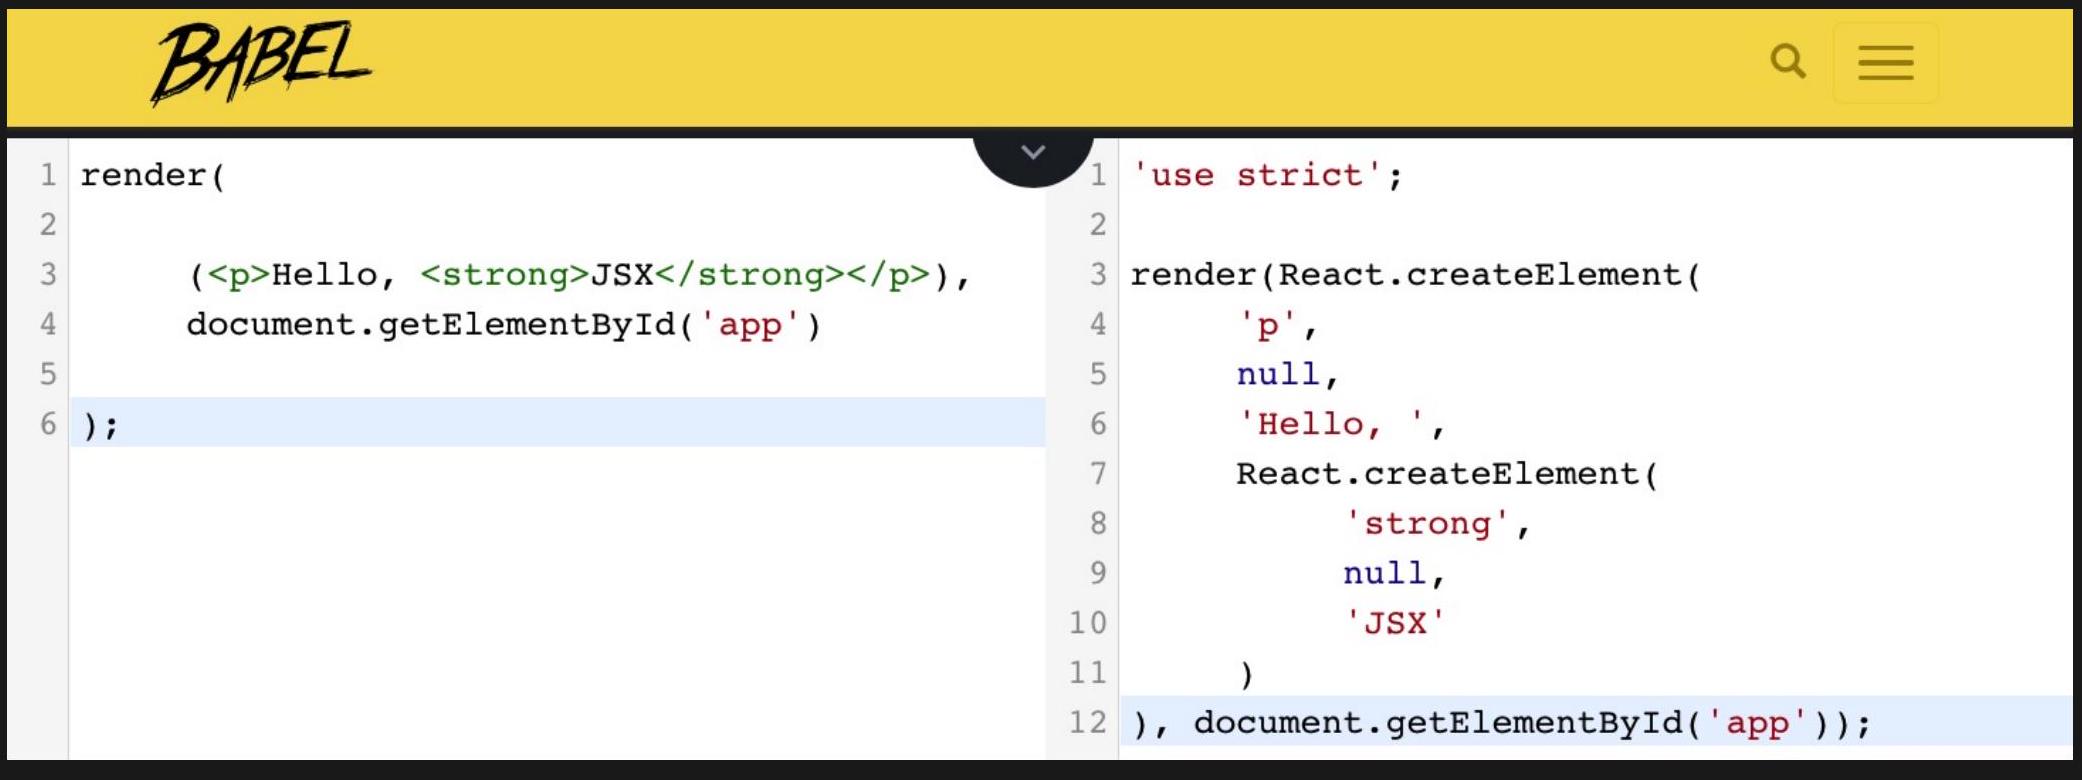 BABEL
1 render(
2
3 (<p>Hello, <strong>JSX</strong></p>),
4 document.getElementById('app')
5
6 );
1 'use strict';
2
3 render(React.createElement(
4 'p',
5 null,
6 'Hello, ',
7 React.createElement(
8 'strong',
9 null,
10 'JSX'
11 )
12 ), document.getElementById('app'));